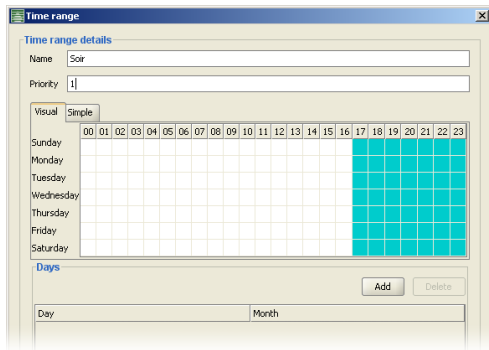 Time range
Time range details
Name Soir
Priority 1
Visual Simple
00 01 02 03 04 05 06 07 08 09 10 11 12 13 14 15 16 17 18 19 20 21 22 23
Sunday
Monday
Tuesday
Wednesday
Thursday
Friday
Saturday
Days
Add Delete
Day Month